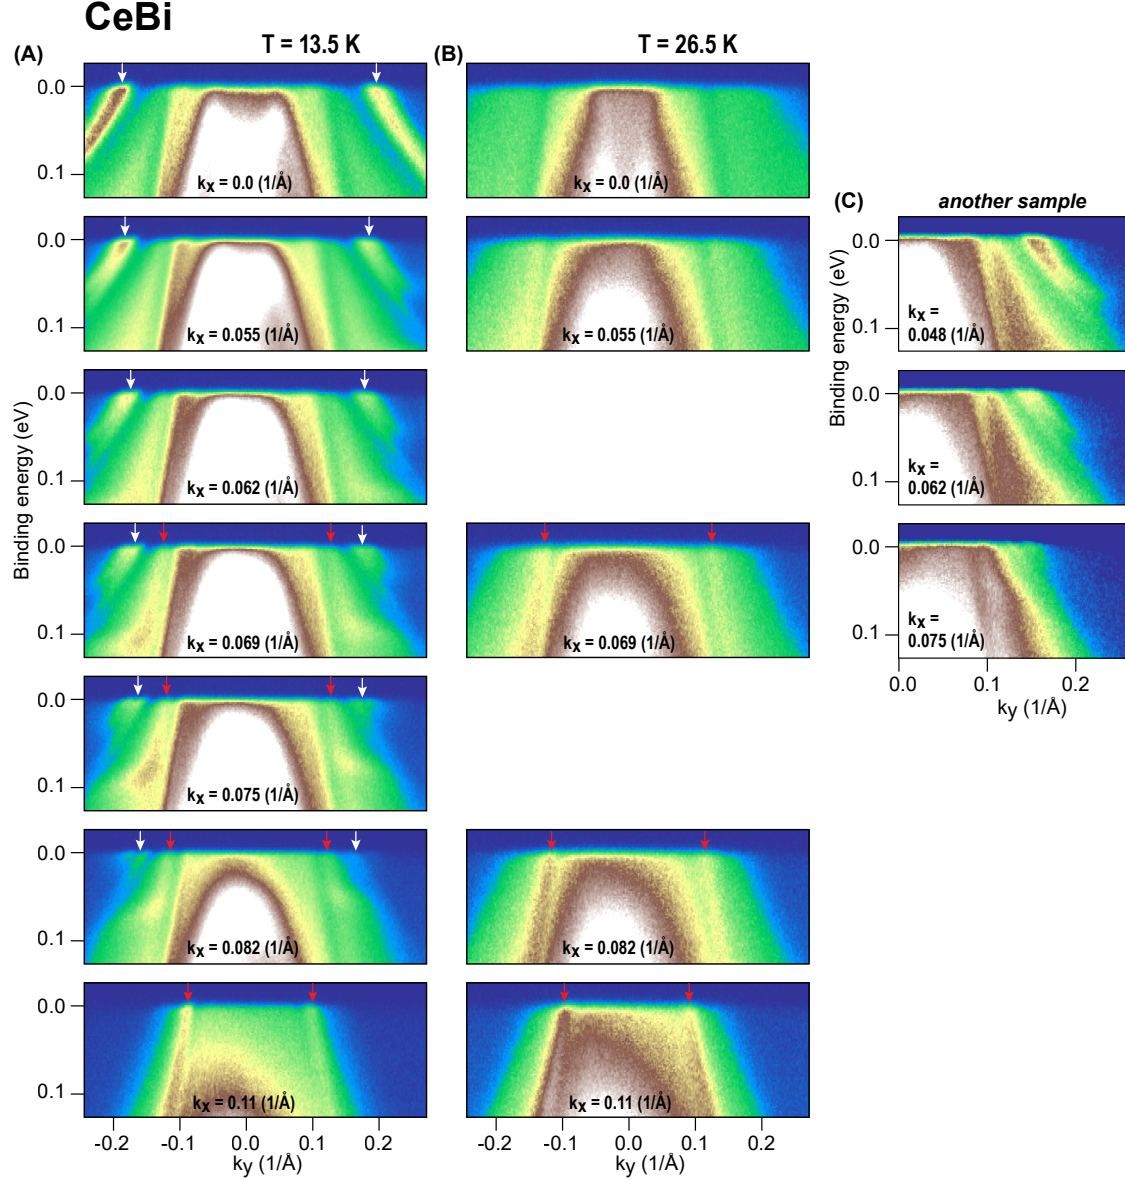 CeBi
(A)
T = 13.5 K
(B)
T = 26.5 K
0.0
0.1
kx = 0.0 (1/Å)
kx = 0.0 (1/Å)
(C)
another sample
0.0
0.1
kx = 0.055 (1/Å)
kx = 0.055 (1/Å)
0.0
0.1
kx =
0.048 (1/Å)
Binding energy (eV)
0.0
0.1
kx = 0.062 (1/Å)
Binding energy (eV)
0.0
0.1
kx =
0.062 (1/Å)
0.0
0.1
kx = 0.069 (1/Å)
kx = 0.069 (1/Å)
0.0
0.1
kx =
0.075 (1/Å)
0.0 0.1 0.2
ky (1/Å)
0.0
0.1
kx = 0.075 (1/Å)
0.0
0.1
kx = 0.082 (1/Å)
kx = 0.082 (1/Å)
0.0
0.1
kx = 0.11 (1/Å)
kx = 0.11 (1/Å)
-0.2 -0.1 0.0 0.1 0.2
ky (1/Å)
-0.2 -0.1 0.0 0.1 0.2
ky (1/Å)